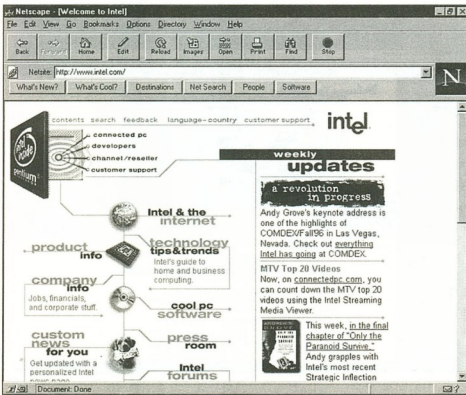 Netscape - [Welcome to Intel]
File Edit View Go Bookmarks Options Directory Window Help
Back Forward Home Edit Reload Images Open Print Find Stop
Netsite: http://www.intel.com/
What's New? What's Cool? Destinations Net Search People Software
N
contents search feedback language-country customer support
intel
intel inside
pentium
connected pc
developers
channel/reseller
customer support
Intel & the
internet
product
info
technology
tips&trends
Intel's guide to
home and business
computing.
company
info
Jobs, financials,
and corporate stuff.
cool pc
software
custom
news
for you
Get updated with a
personalized Intel
news page
press
room
Intel
forums
weekly
updates
a revolution
in progress
Andy Grove's keynote address is
one of the highlights of
COMDEX/Fall'96 in Las Vegas,
Nevada. Check out everything
Intel has going at COMDEX.
MTV Top 20 Videos
Now, on connectedpc.com, you
can count down the MTV top 20
videos using the Intel Streaming
Media Viewer.
This week, in the final
chapter of "Only the
Paranoid Survive,"
Andy grapples with
Intel's most recent
Strategic Inflection
Document: Done